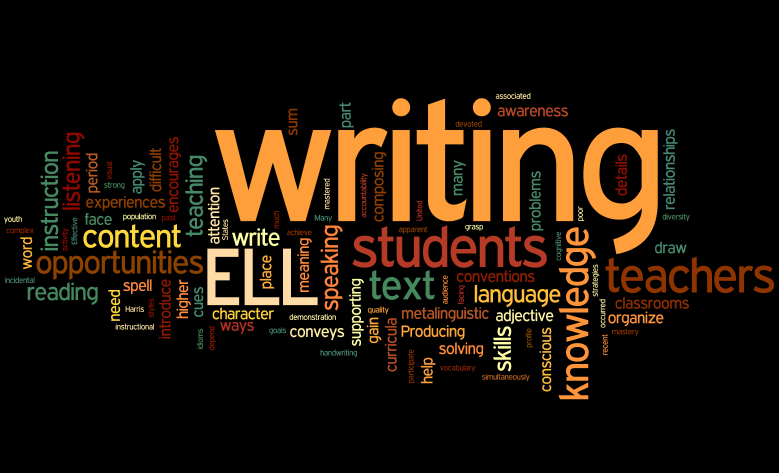 associated
awareness
devoted
sum
part
writing
listening
period
visual
strong
apply
difficult
encourages
instruction
teaching
experiences
mastered
accountability
composing
United
many
problems
details
relationships
youth
complex
activity
Effective
face
population
post
attention
States
much
Many
apparent
grasp
poor
diversity
word
content
write
achieve
students
cognitive
draw
opportunities
ELL
place
meaning
speaking
text
audience
facing
conventions
knowledge
strategies
teachers
incidental
reading
need
spell
Harris
styles
introduce
higher
cues
character
demonstration
supporting
quality
gain
metalinguistic
language
adjective
occurred
classrooms
organize
instructional
idioms
depend
ways
goals
conveys
curricula
Producing
skills
profile
conscious
recent
mastery
handwriting
participate
help
solving
vocabulary
simultaneously